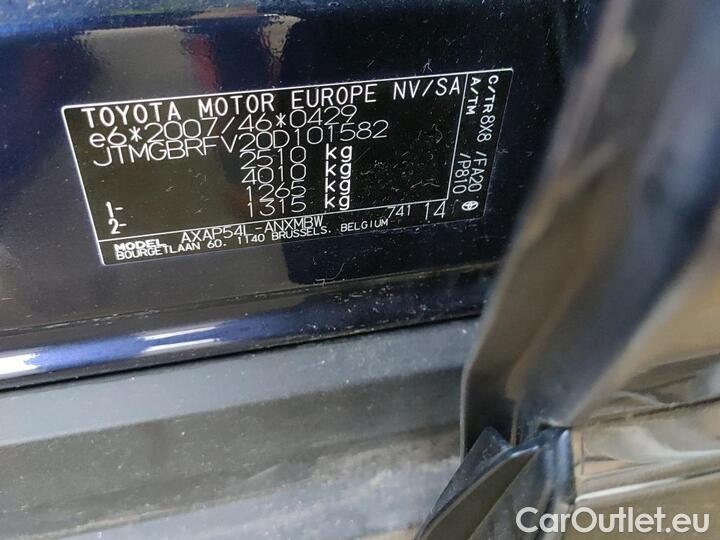 TOYOTA MOTOR EUROPE NV/SA
e6*2007/46*0429
JTMGBRFV20D101582
2510 kg
4010 kg
1- 1265 kg
2- 1315 kg
741 14
MODEL AXAP54L-ANXMBW
BOURGETLAAN 60, 1140 BRUSSELS, BELGIUM
C/TR 8X8 /FA20
A/TM /P810
CarOutlet.eu